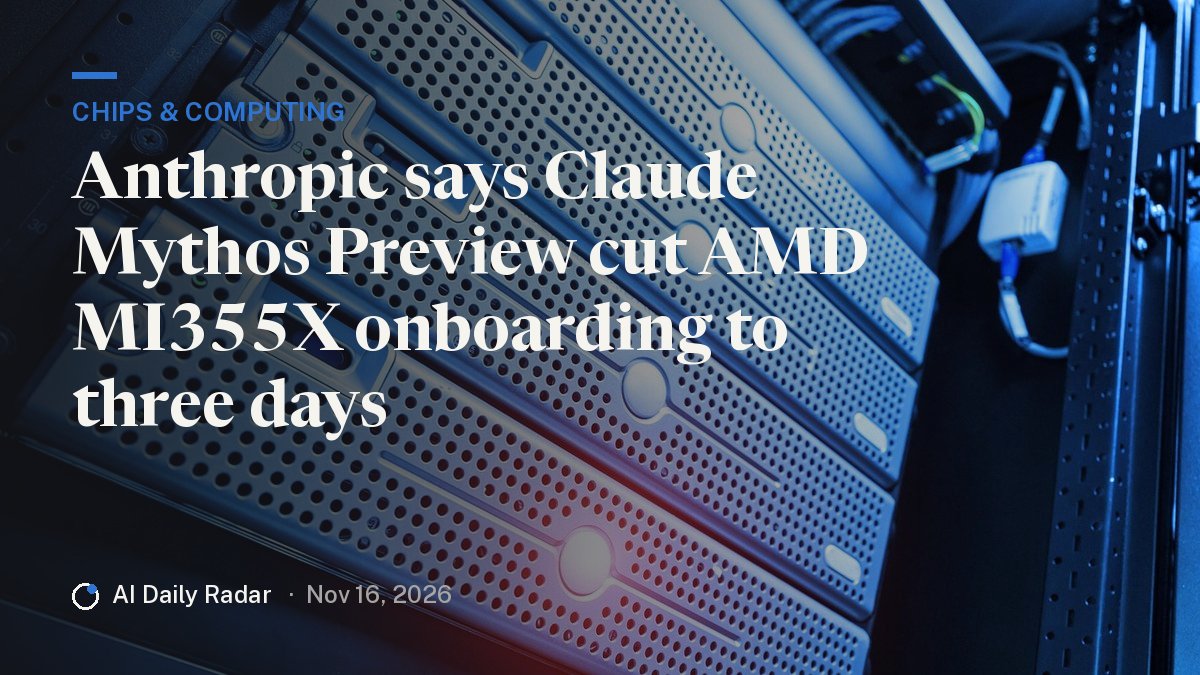 CHIPS & COMPUTING
Anthropic says Claude
Mythos Preview cut AMD
MI355X onboarding to
three days
AI Daily Radar · Nov 16, 2026